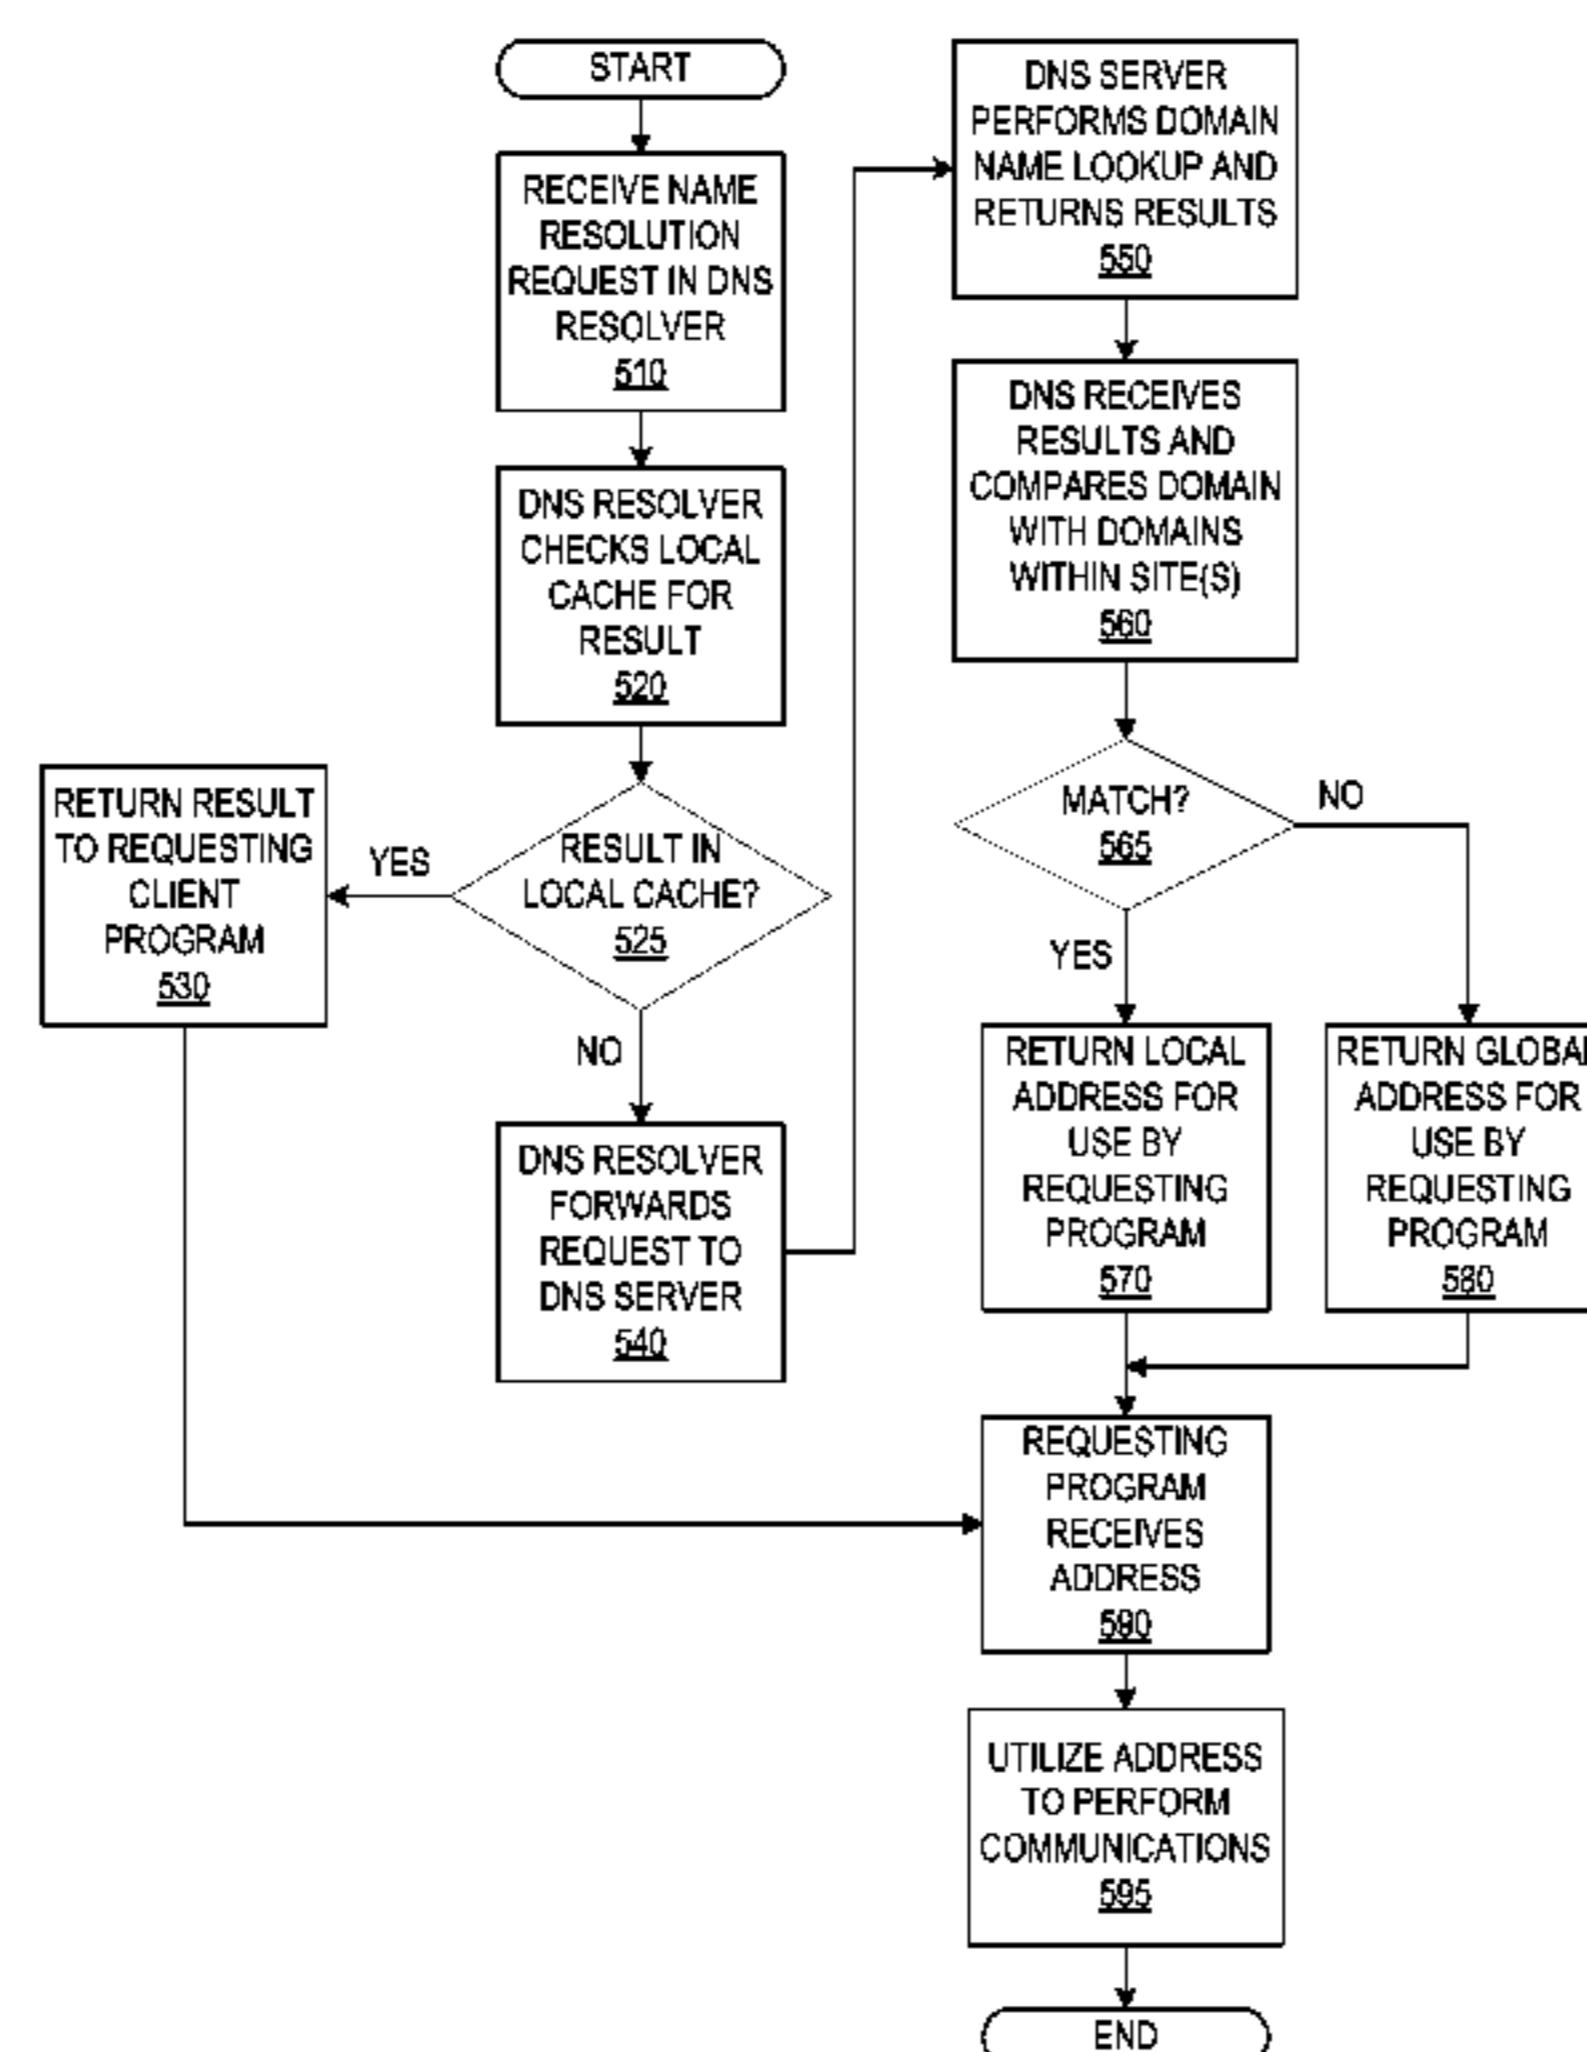 START
RECEIVE NAME
RESOLUTION
REQUEST IN DNS
RESOLVER
510
DNS RESOLVER
CHECKS LOCAL
CACHE FOR
RESULT
520
RESULT IN
LOCAL CACHE?
525
YES
RETURN RESULT
TO REQUESTING
CLIENT
PROGRAM
530
NO
DNS RESOLVER
FORWARDS
REQUEST TO
DNS SERVER
540
DNS SERVER
PERFORMS DOMAIN
NAME LOOKUP AND
RETURNS RESULTS
550
DNS RECEIVES
RESULTS AND
COMPARES DOMAIN
WITH DOMAINS
WITHIN SITE(S)
560
MATCH?
565
NO
YES
RETURN LOCAL
ADDRESS FOR
USE BY
REQUESTING
PROGRAM
570
RETURN GLOBAL
ADDRESS FOR
USE BY
REQUESTING
PROGRAM
580
REQUESTING
PROGRAM
RECEIVES
ADDRESS
590
UTILIZE ADDRESS
TO PERFORM
COMMUNICATIONS
595
END